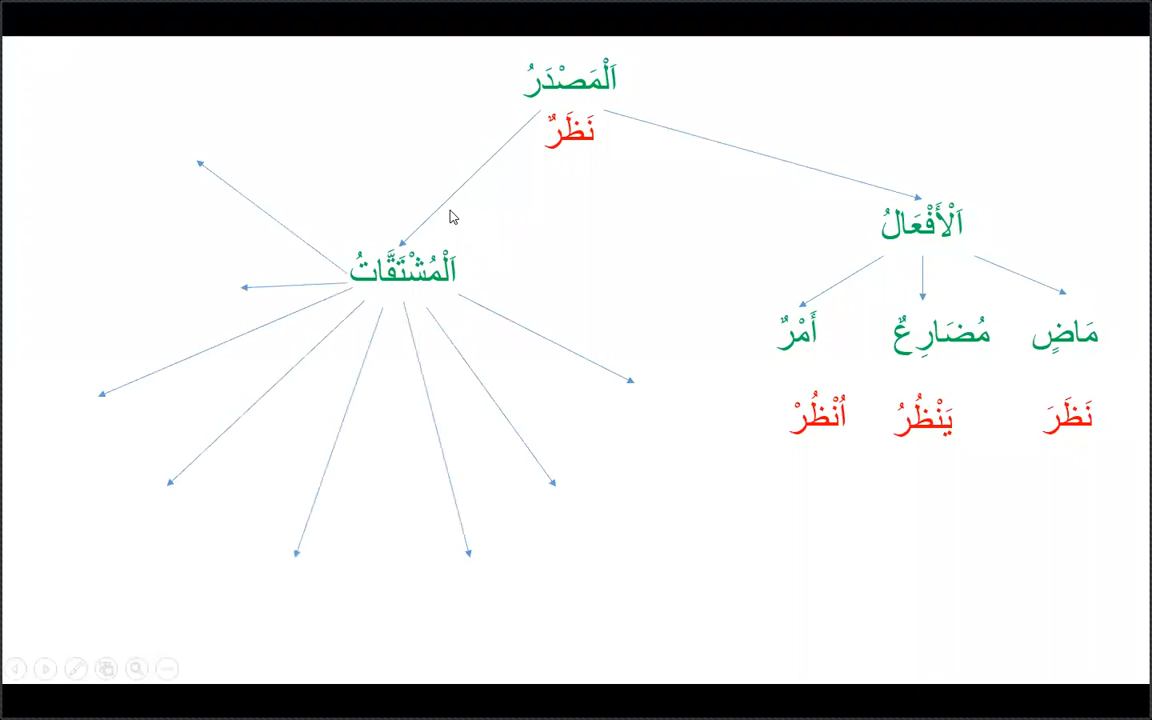 اَلْمَصْدَرُ
نَظَرٌ
اَلْأَفْعَالُ
اَلْمُشْتَقَّاتُ
مَاضٍ مُضَارِعٌ أَمْرٌ
نَظَرَ يَنْظُرُ اُنْظُرْ